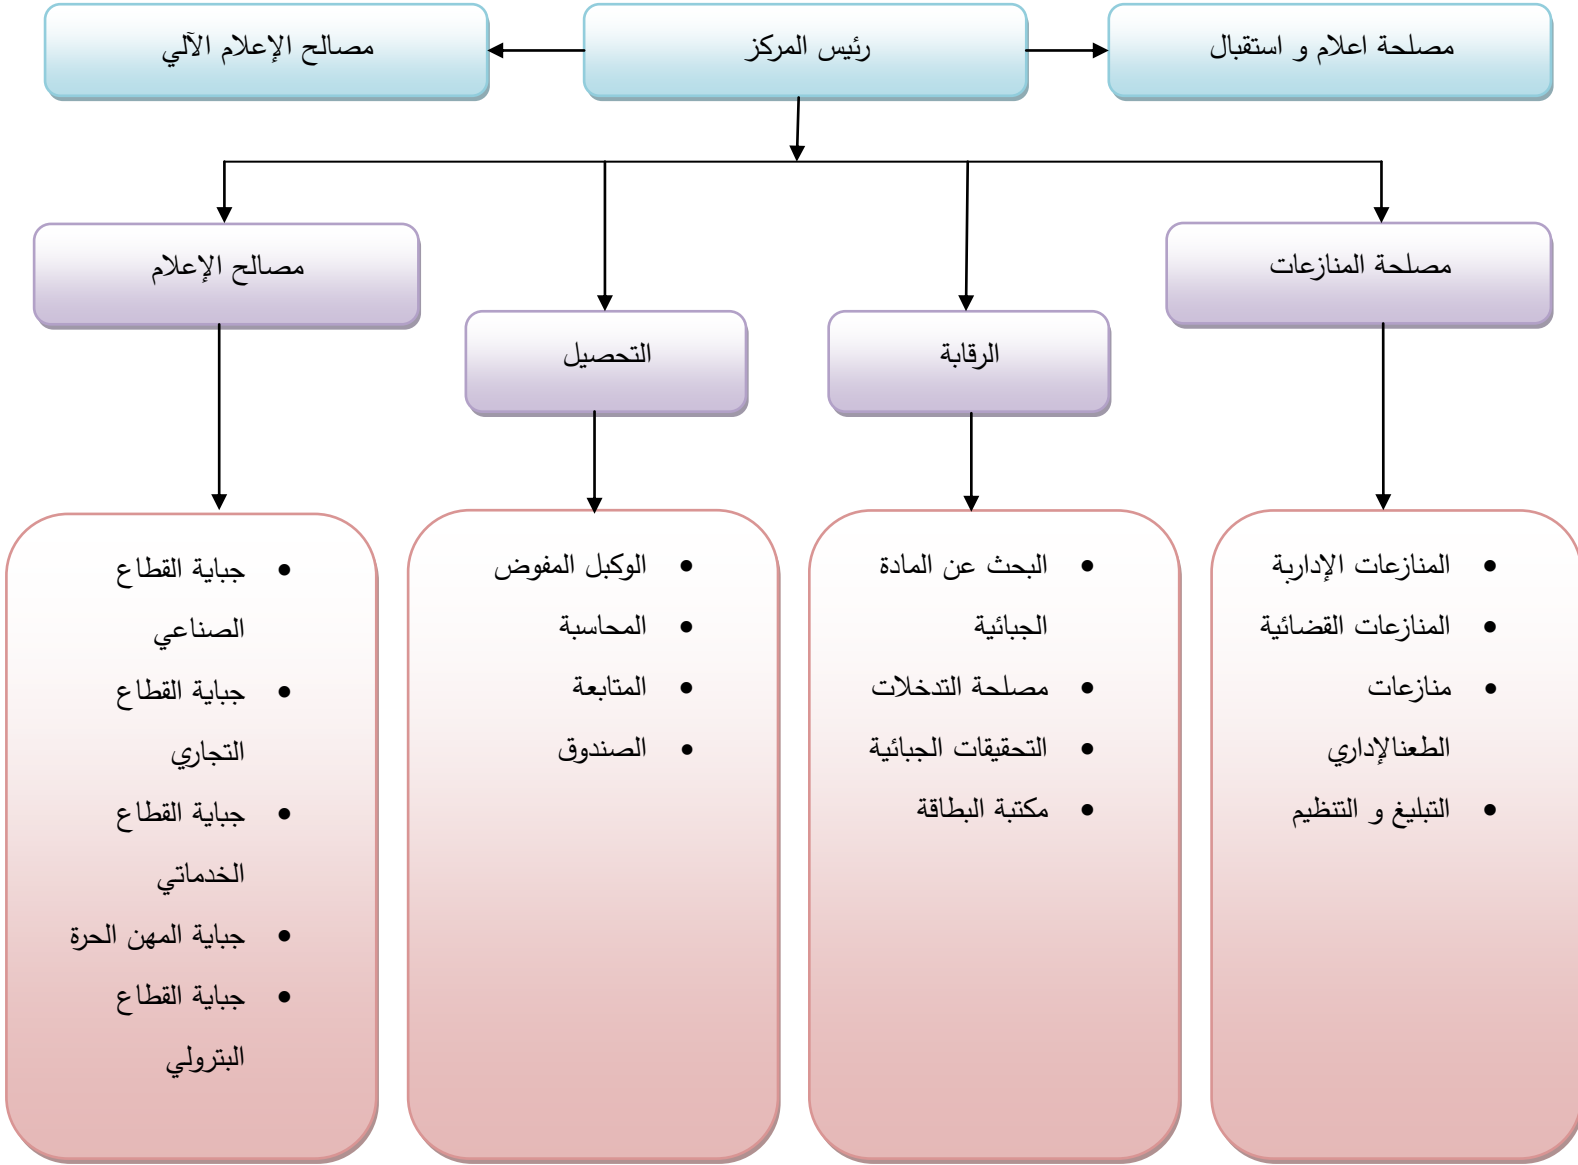 مصلحة اعلام و استقبال
رئيس المركز
مصالح الإعلام الآلي
مصلحة المنازعات
الرقابة
التحصيل
مصالح الإعلام
• المنازعات الإدارية
• المنازعات القضائية
• منازعات
الطعنالإداري
• التبليغ و التنظيم
• البحث عن المادة
الجبائية
• مصلحة التدخلات
• التحقيقات الجبائية
• مكتبة البطاقة
• الوكيل المفوض
• المحاسبة
• المتابعة
• الصندوق
• جباية القطاع
الصناعي
• جباية القطاع
التجاري
• جباية القطاع
الخدماتي
• جباية المهن الحرة
• جباية القطاع
البترولي